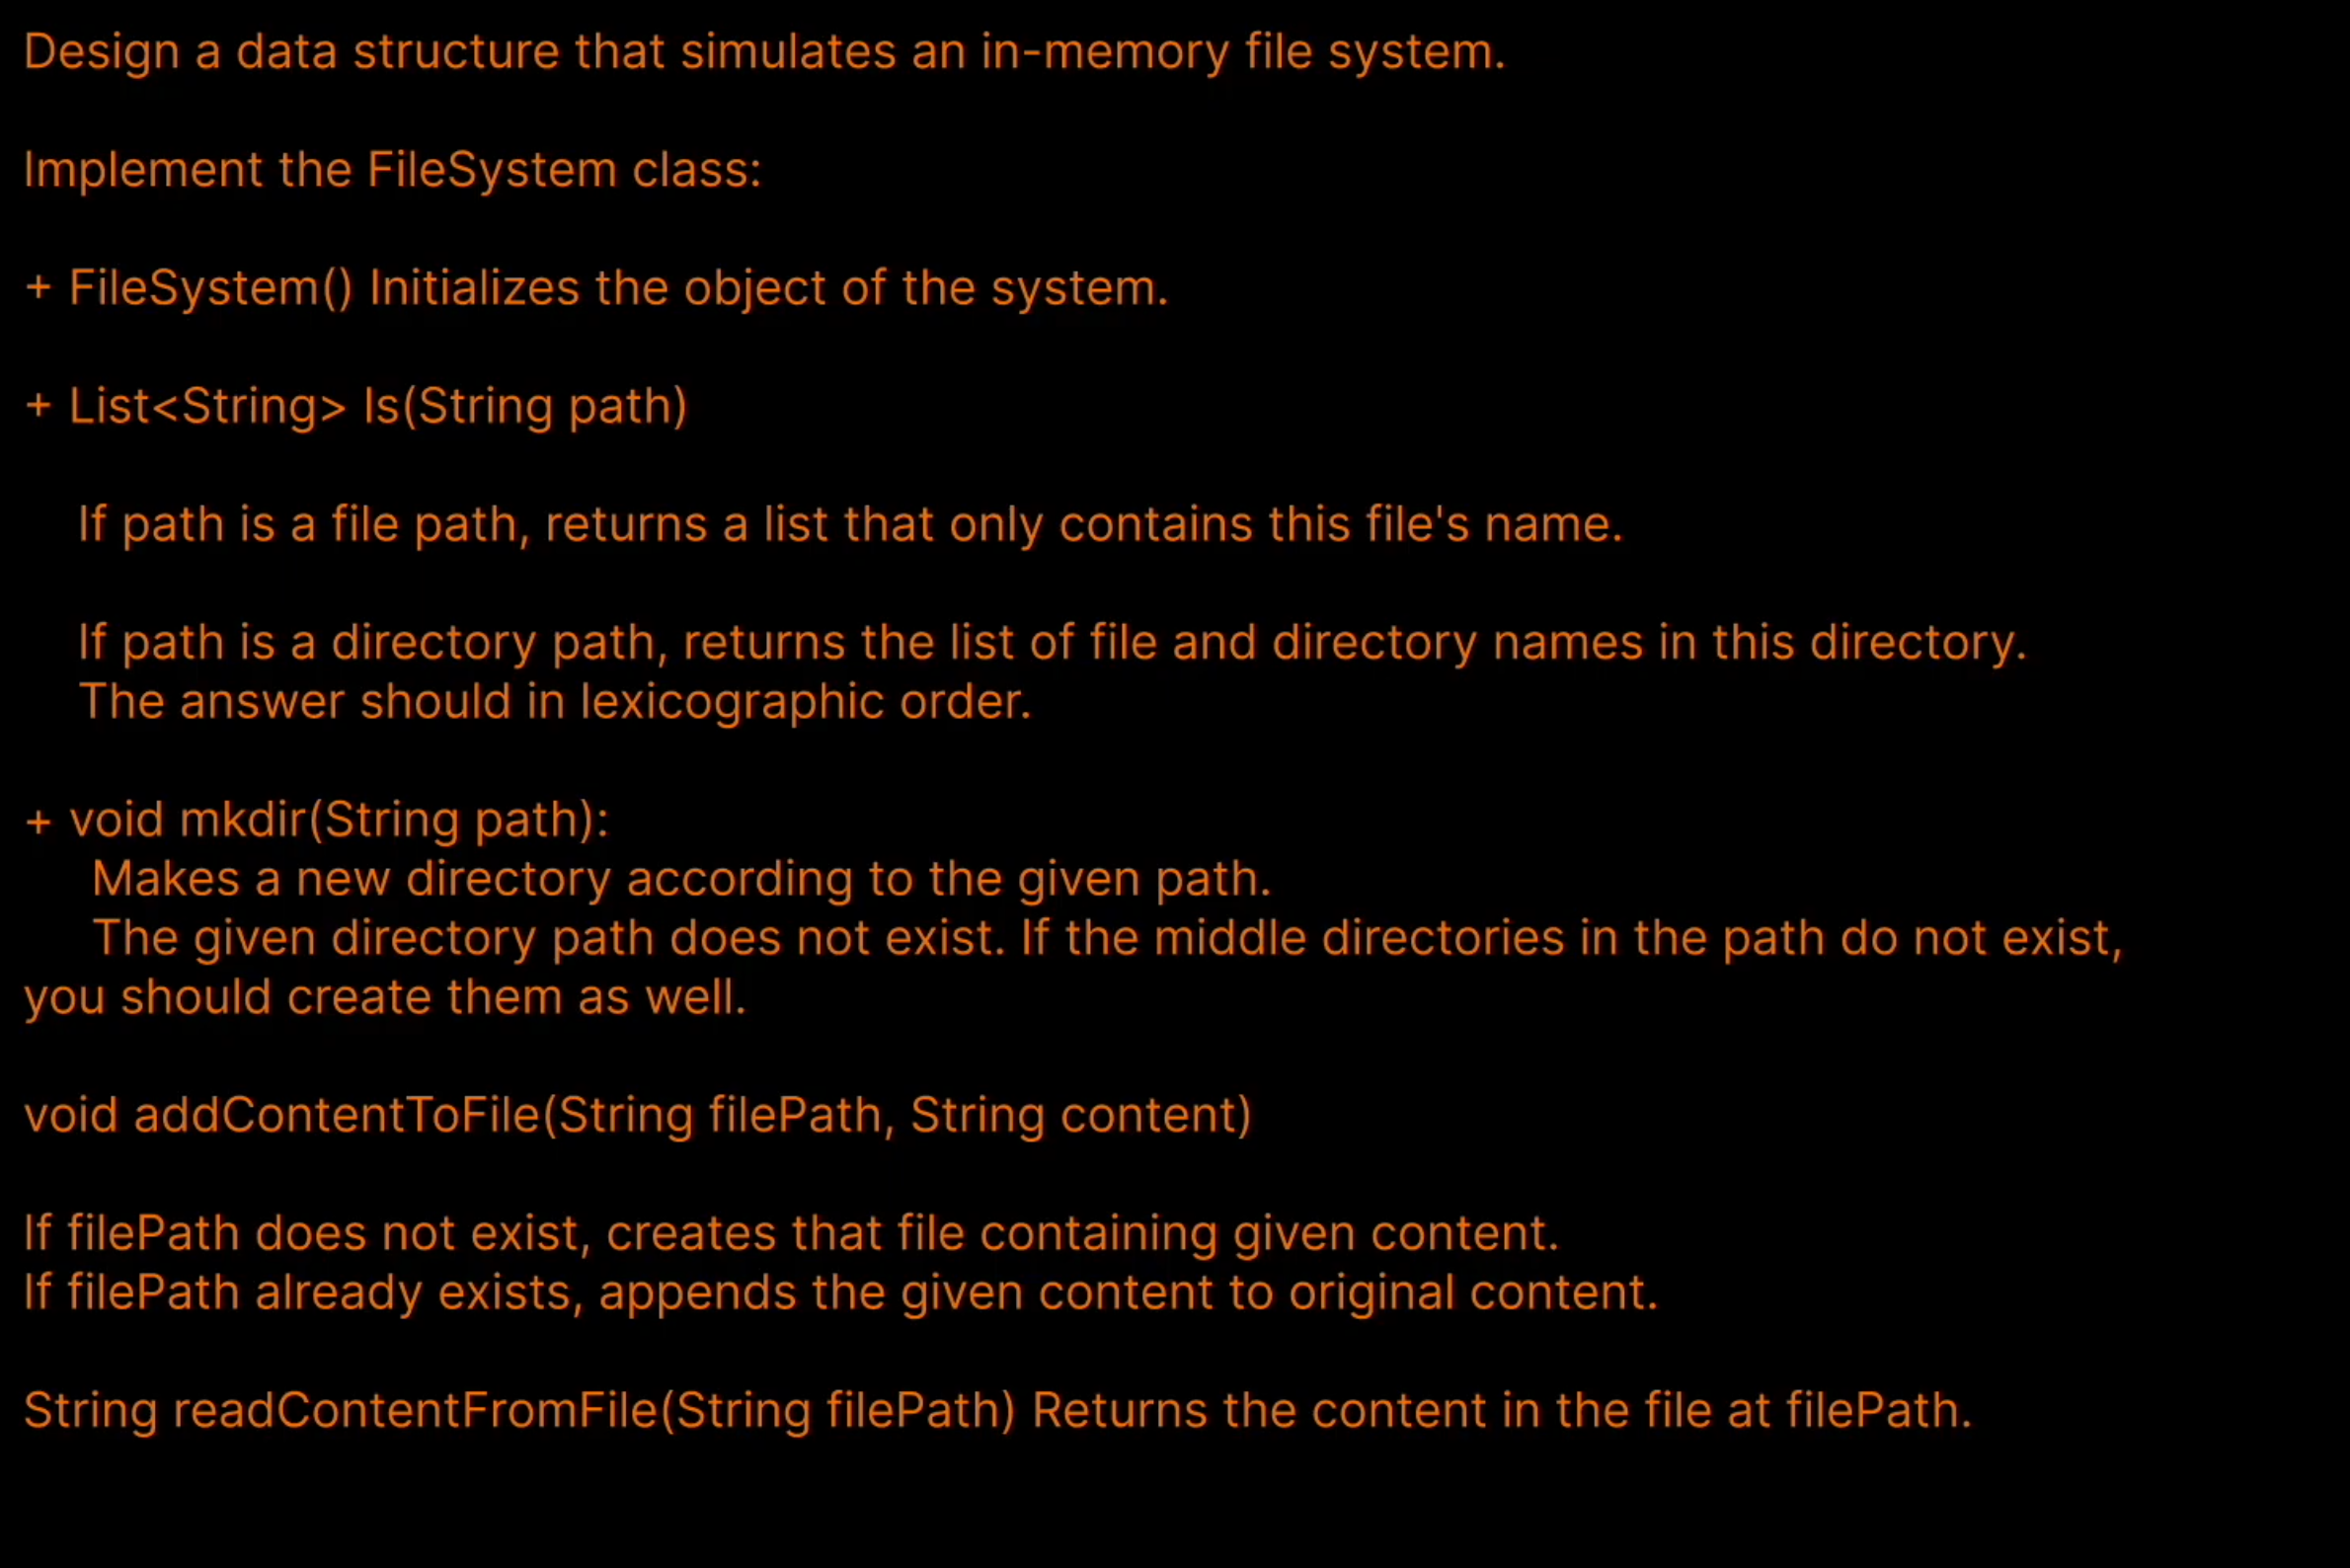 Design a data structure that simulates an in-memory file system.
Implement the FileSystem class:
+ FileSystem() Initializes the object of the system.
+ List<String> ls(String path)
If path is a file path, returns a list that only contains this file's name.
If path is a directory path, returns the list of file and directory names in this directory.
The answer should in lexicographic order.
+ void mkdir(String path):
Makes a new directory according to the given path.
The given directory path does not exist. If the middle directories in the path do not exist,
you should create them as well.
void addContentToFile(String filePath, String content)
If filePath does not exist, creates that file containing given content.
If filePath already exists, appends the given content to original content.
String readContentFromFile(String filePath) Returns the content in the file at filePath.